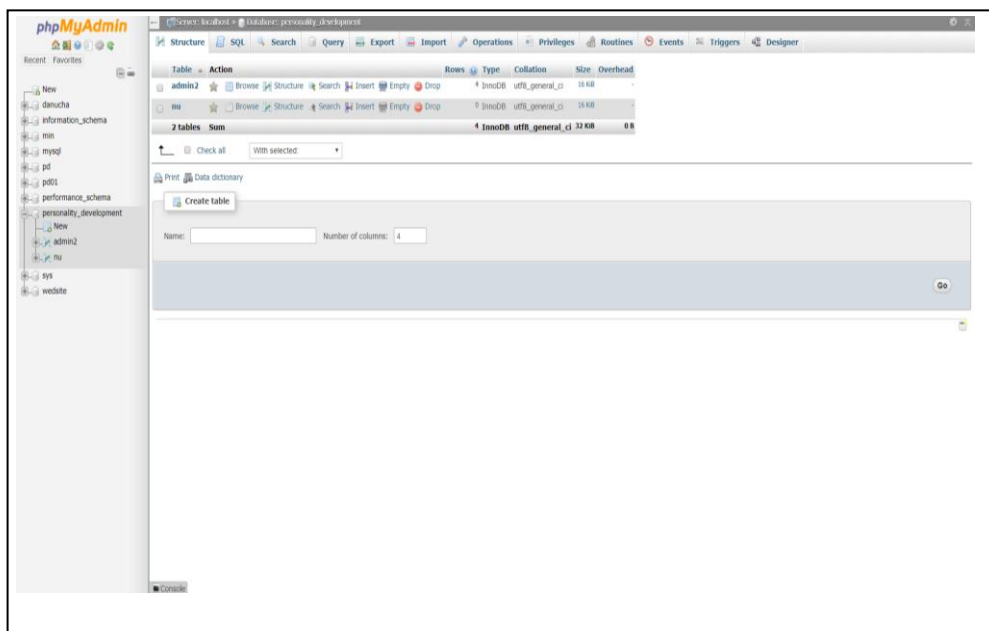 phpMyAdmin
Recent Favorites
New
danucha
information_schema
min
mysql
pd
pd01
performance_schema
personality_development
New
admin2
nu
sys
wedsite
Server: localhost » Database: personality_development
Structure SQL Search Query Export Import Operations Privileges Routines Events Triggers Designer
Table Action Rows Type Collation Size Overhead
admin2 Browse Structure Search Insert Empty Drop 4 InnoDB utf8_general_ci 16 KiB -
nu Browse Structure Search Insert Empty Drop 0 InnoDB utf8_general_ci 16 KiB -
2 tables Sum 4 InnoDB utf8_general_ci 32 KiB 0 B
Check all With selected:
Print Data dictionary
Create table
Name: Number of columns: 4
Go
Console